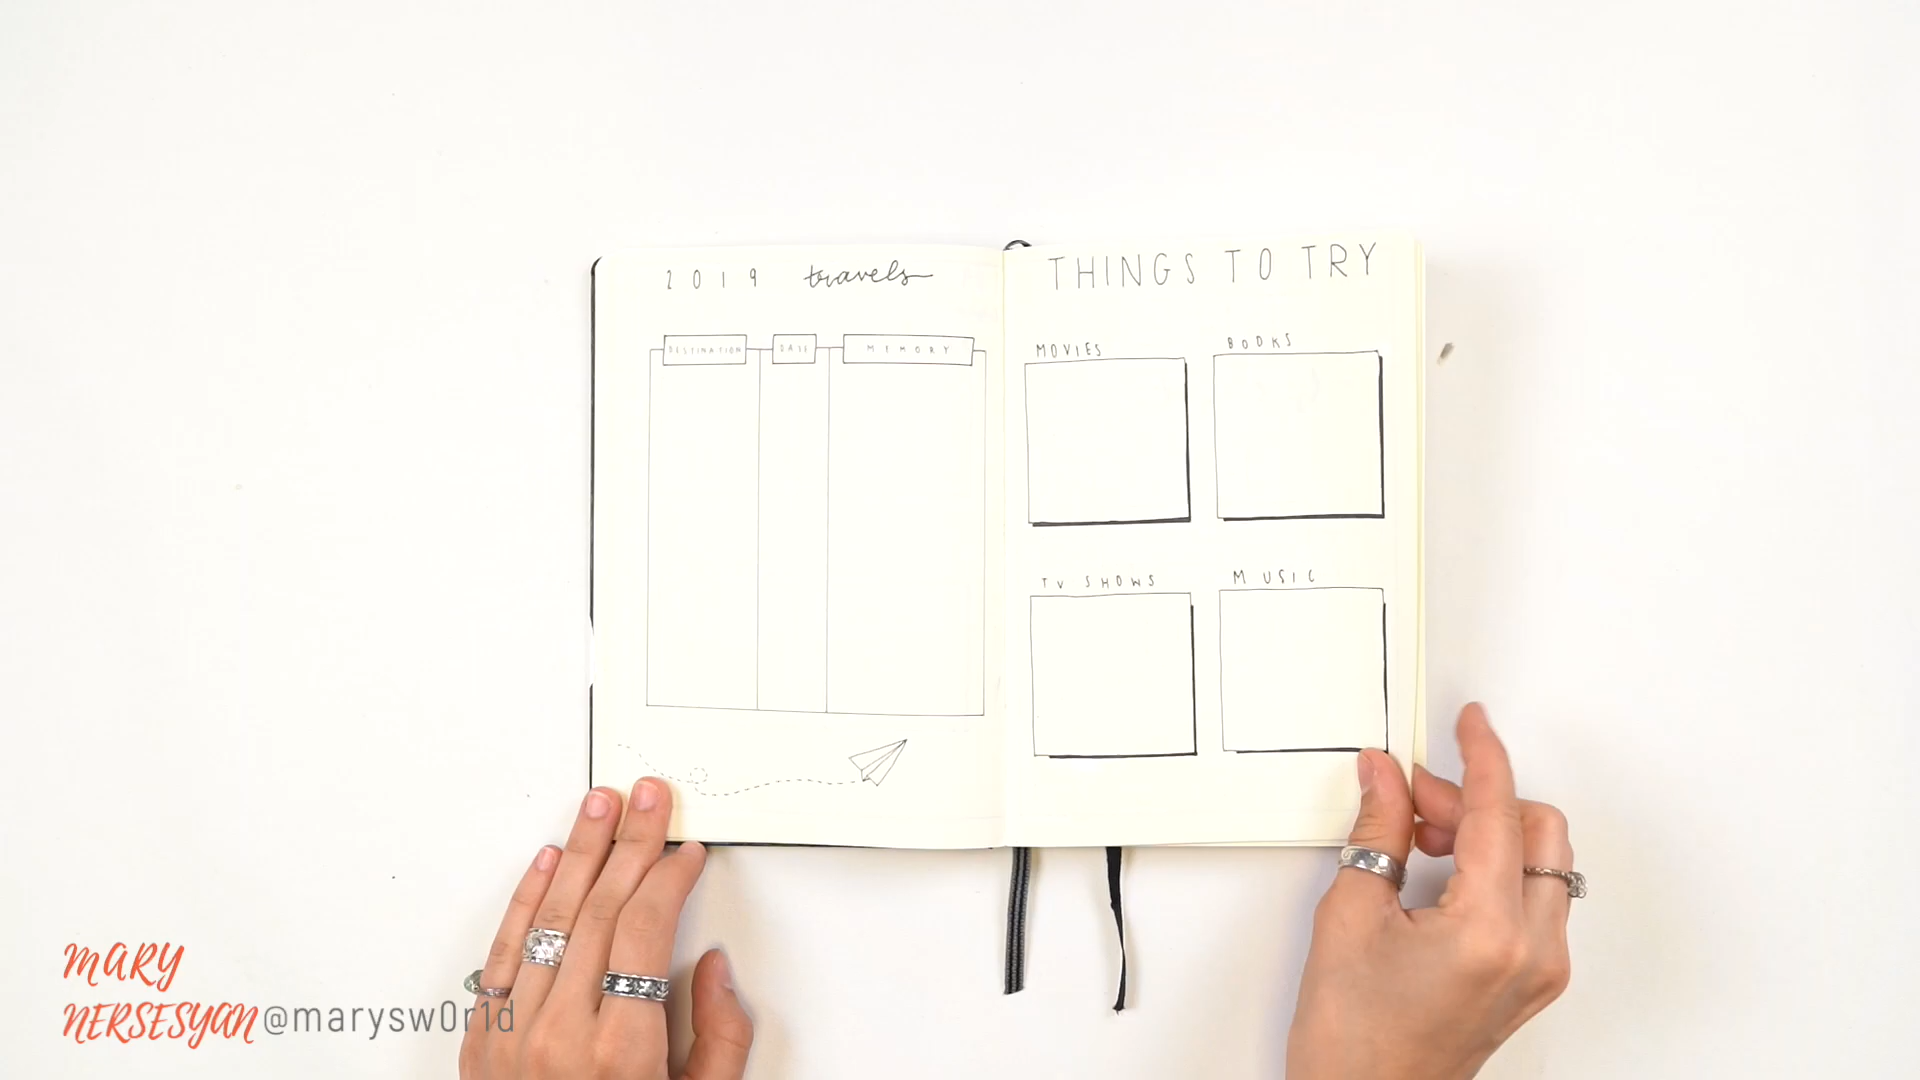 2019 travels
DESTINATION DATE MEMORY
THINGS TO TRY
MOVIES BOOKS
TV SHOWS MUSIC
MARY
NERSESYAN @marysw0r1d